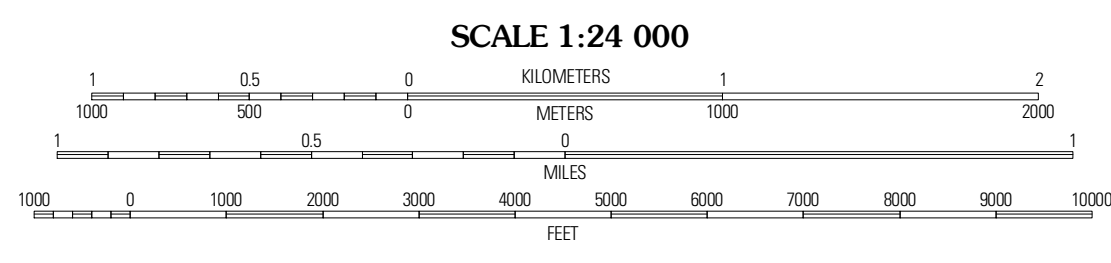 SCALE 1:24 000
1 0.5 0 KILOMETERS 1 2
1000 500 0 METERS 1000 2000
1 0.5 0 1
MILES
1000 0 1000 2000 3000 4000 5000 6000 7000 8000 9000 10000
FEET